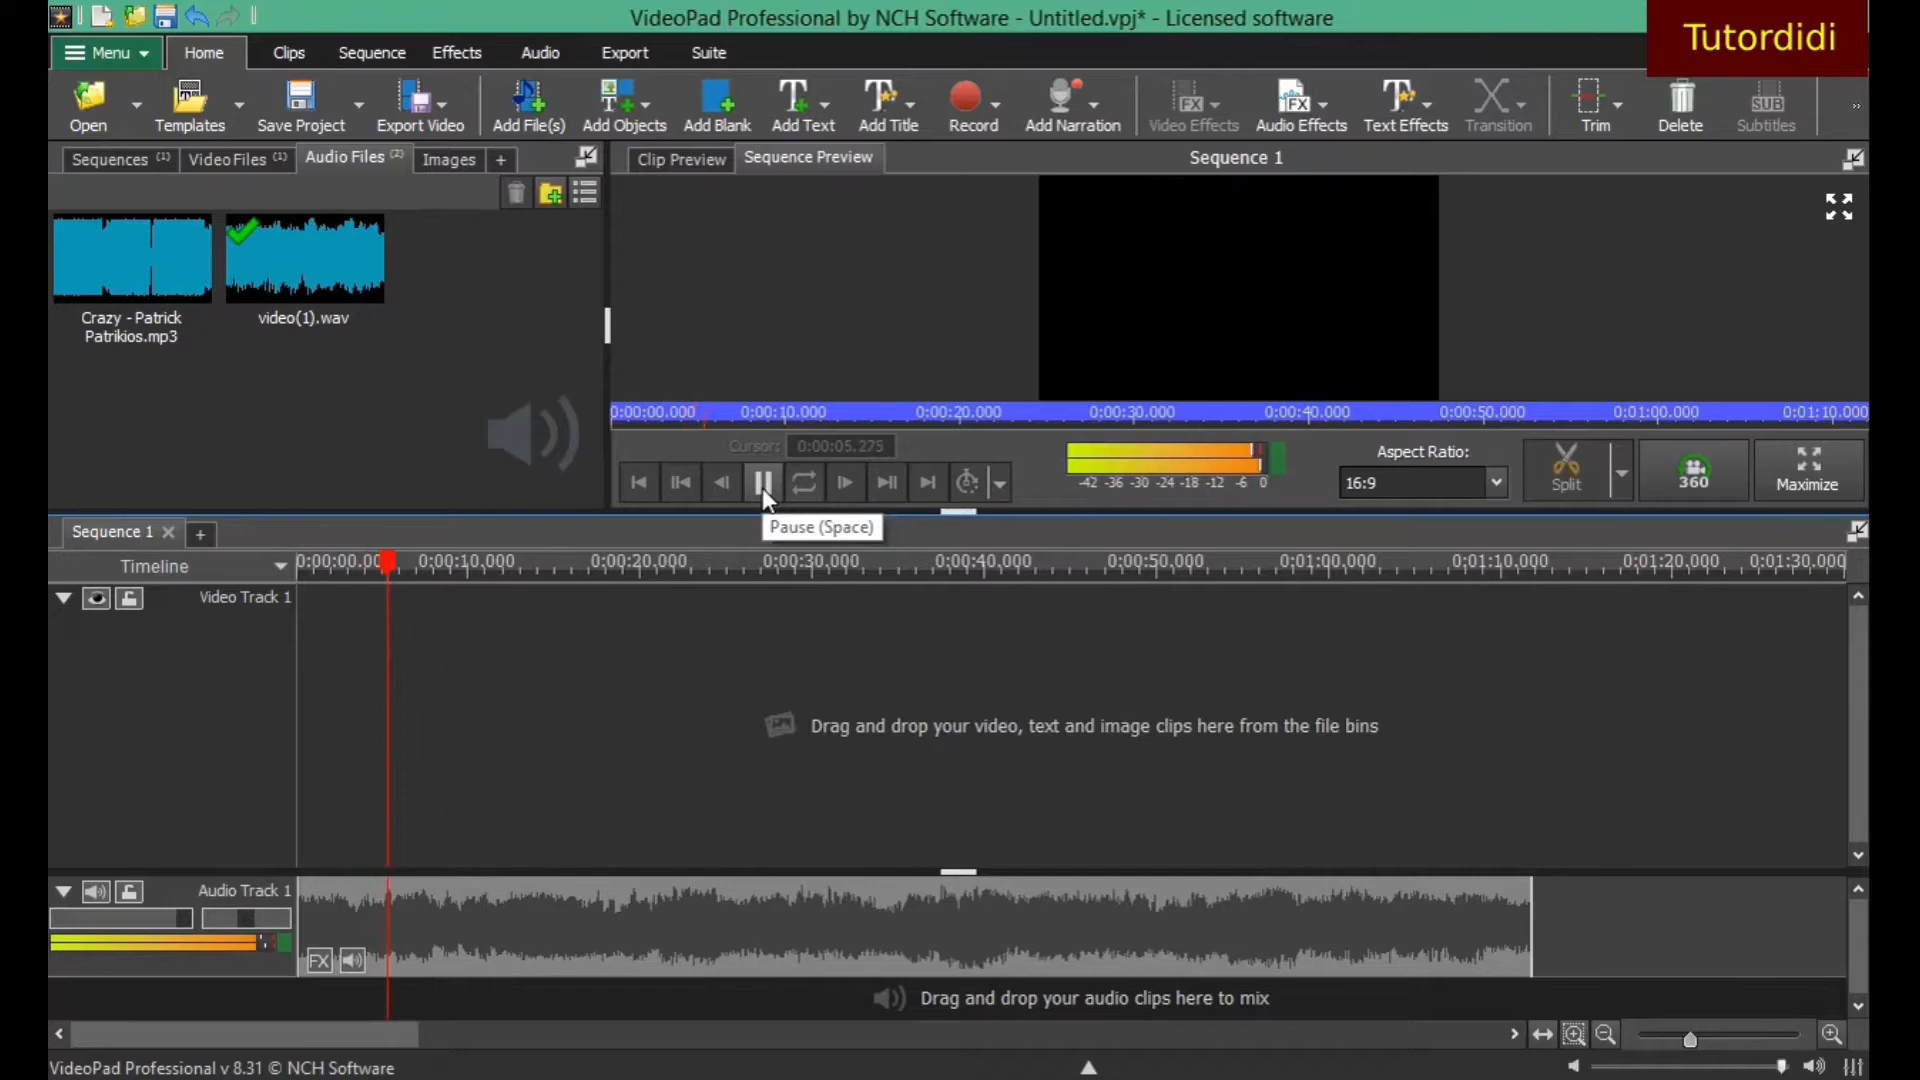 VideoPad Professional by NCH Software - Untitled.vpj* - Licensed software
Tutordidi
Menu
Home
Clips
Sequence
Effects
Audio
Export
Suite
Open
Templates
Save Project
Export Video
Add File(s)
Add Objects
Add Blank
Add Text
Add Title
Record
Add Narration
Video Effects
Audio Effects
Text Effects
Transition
Trim
Delete
SUB
Subtitles
Sequences (1)
Video Files (1)
Audio Files (2)
Images
+
Clip Preview
Sequence Preview
Sequence 1
Crazy - Patrick
Patrikios.mp3
video(1).wav
0:00:00.000 0:00:10.000 0:00:20.000 0:00:30.000 0:00:40.000 0:00:50.000 0:01:00.000 0:01:10.000
Cursor: 0:00:05.275
-42 -36 -30 -24 -18 -12 -6 0
Aspect Ratio:
16:9
Split
360
Maximize
Pause (Space)
Sequence 1
+
Timeline
0:00:00.00 0:00:10.000 0:00:20.000 0:00:30.000 0:00:40.000 0:00:50.000 0:01:00.000 0:01:10.000 0:01:20.000 0:01:30.000
Video Track 1
Drag and drop your video, text and image clips here from the file bins
Audio Track 1
FX
Drag and drop your audio clips here to mix
VideoPad Professional v 8.31 © NCH Software